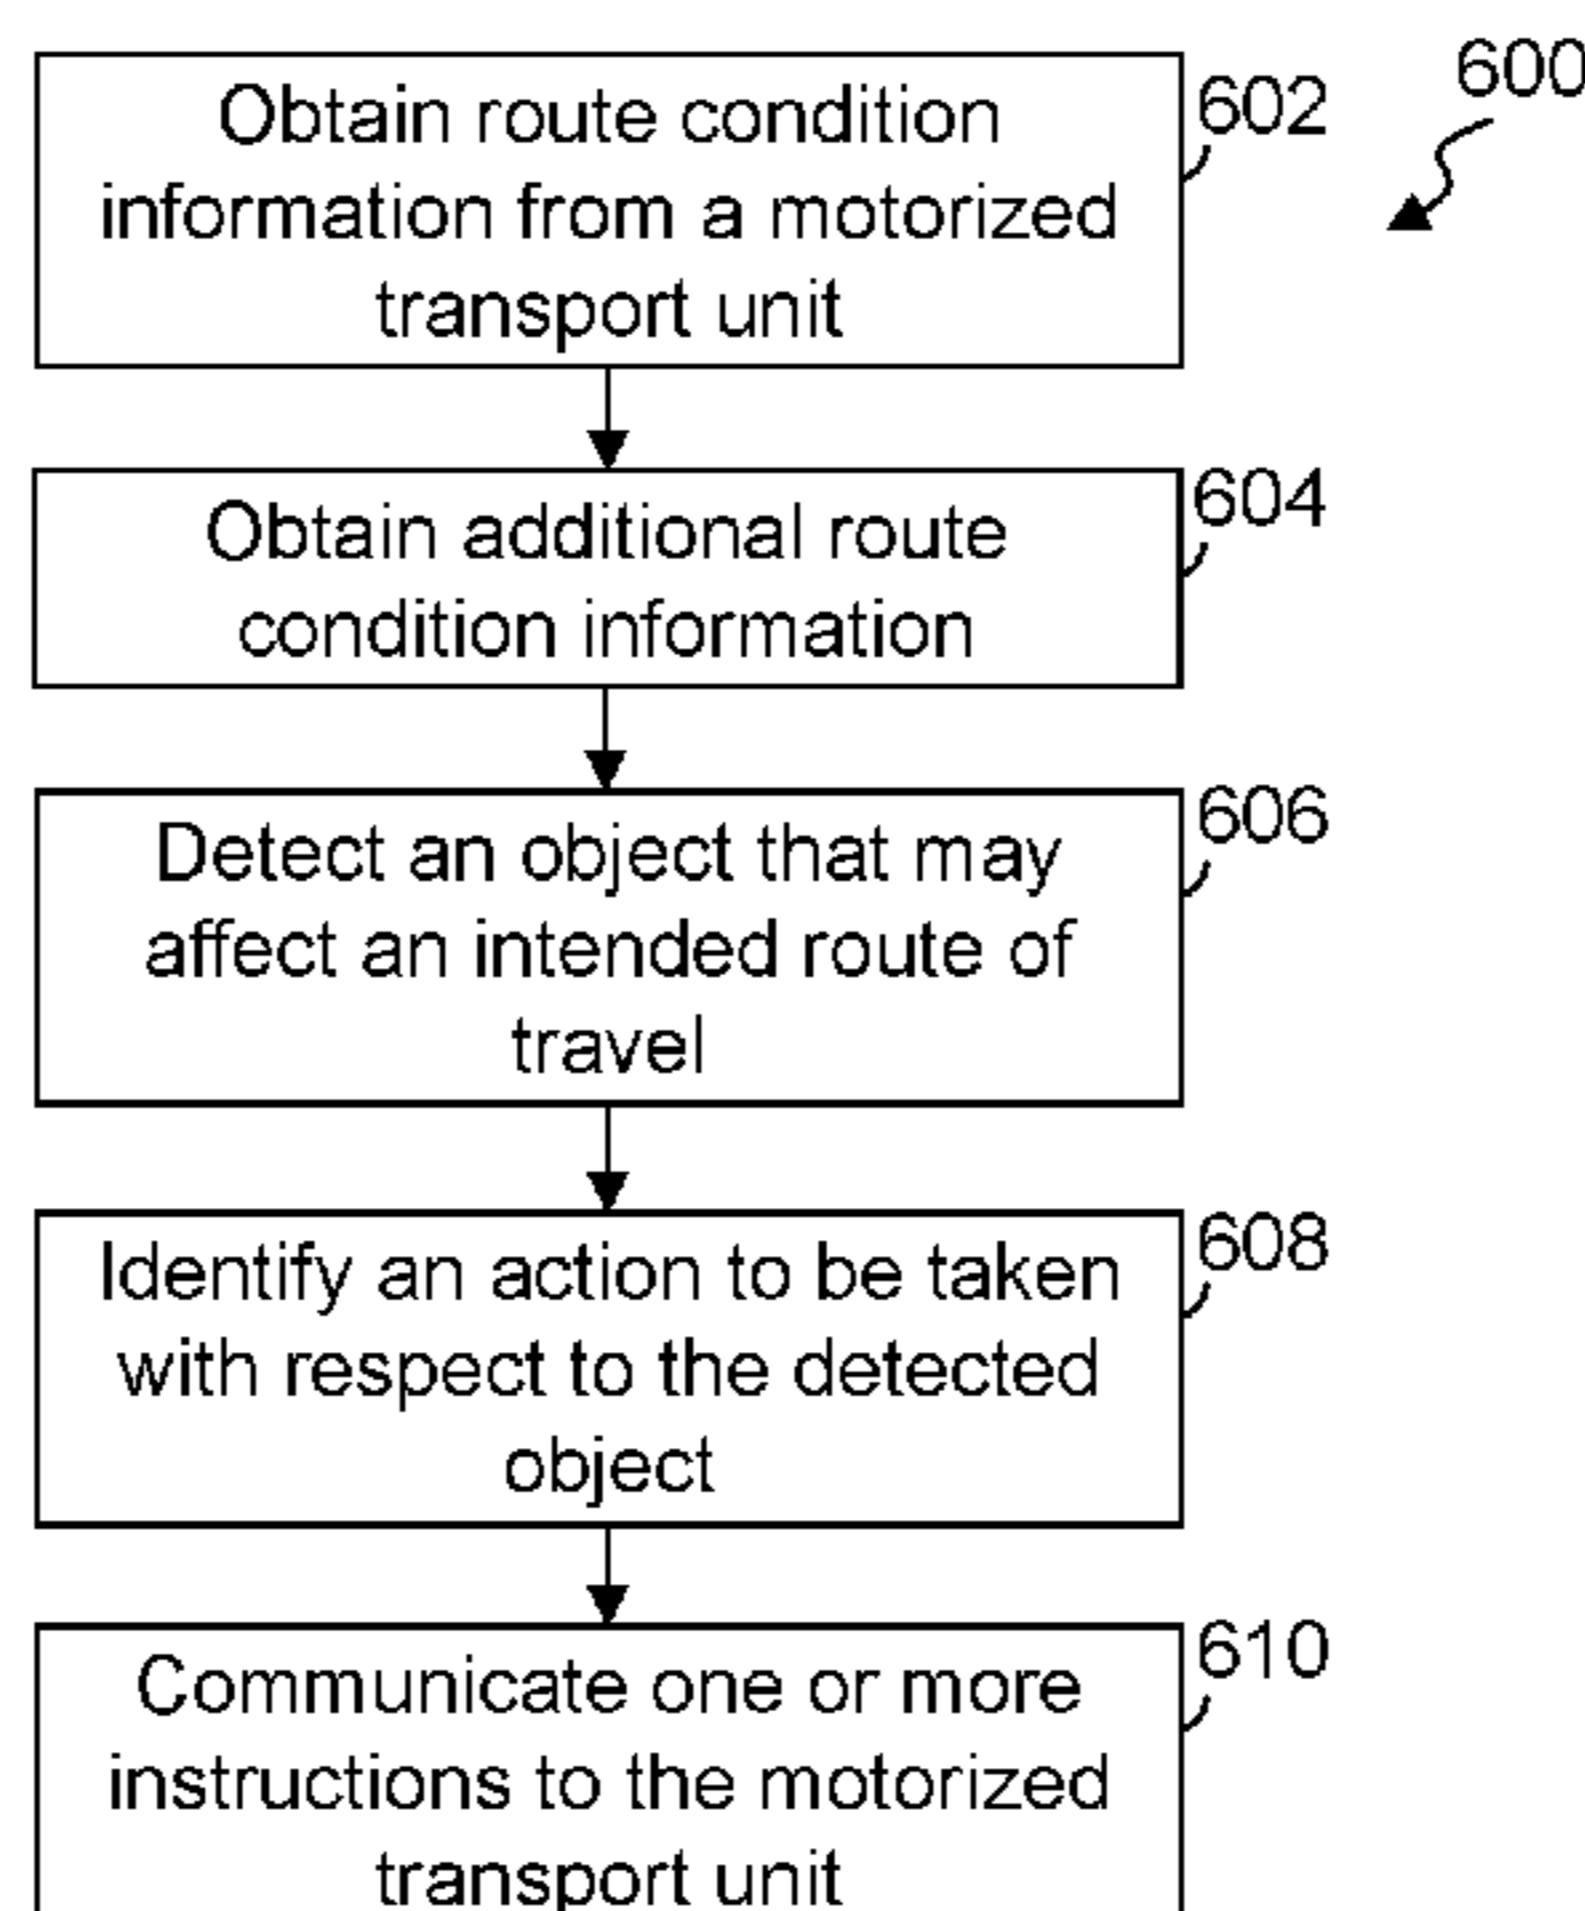 600
602
Obtain route condition
information from a motorized
transport unit
604
Obtain additional route
condition information
606
Detect an object that may
affect an intended route of
travel
608
Identify an action to be taken
with respect to the detected
object
610
Communicate one or more
instructions to the motorized
transport unit